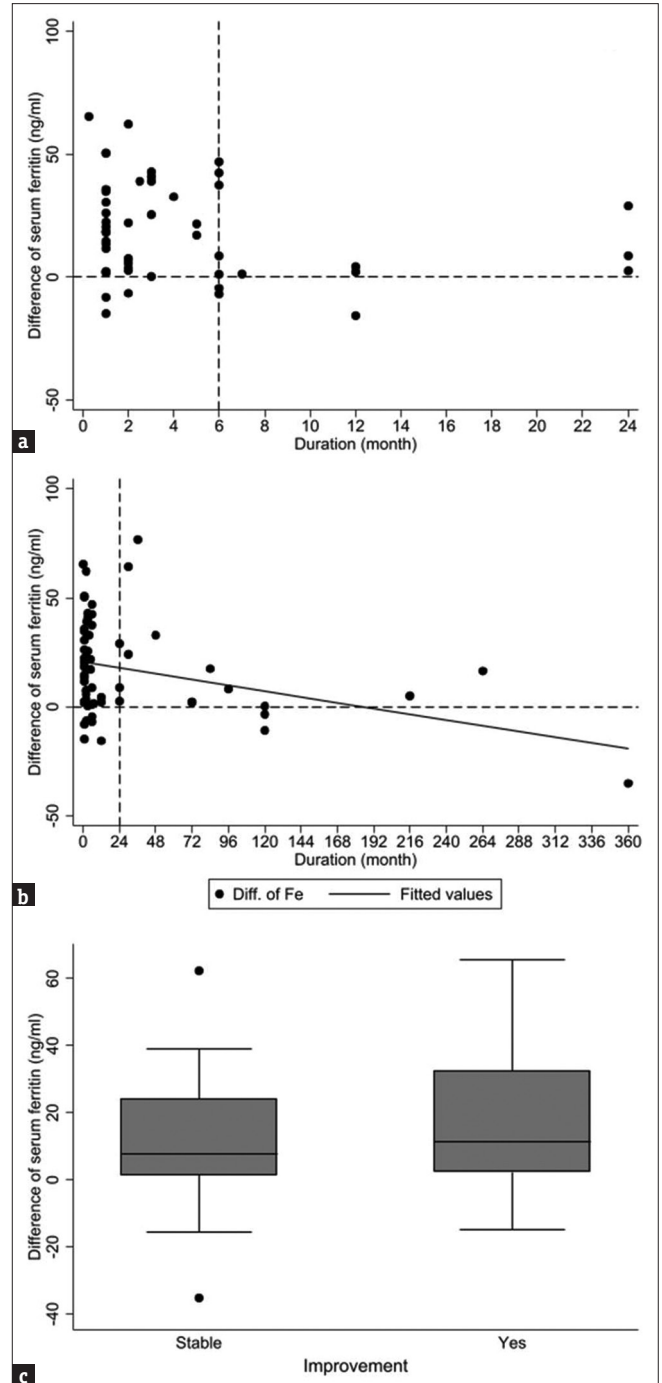 100
50
0
-50
Difference of serum ferritin (ng/ml)
0 2 4 6 8 10 12 14 16 18 20 22 24
Duration (month)
a
100
50
0
-50
Difference of serum ferritin (ng/ml)
0 24 48 72 96 120 144 168 192 216 240 264 288 312 336 360
Duration (month)
Diff. of Fe Fitted values
b
60
40
20
0
-20
-40
Difference of serum ferritin (ng/ml)
Stable Yes
Improvement
c